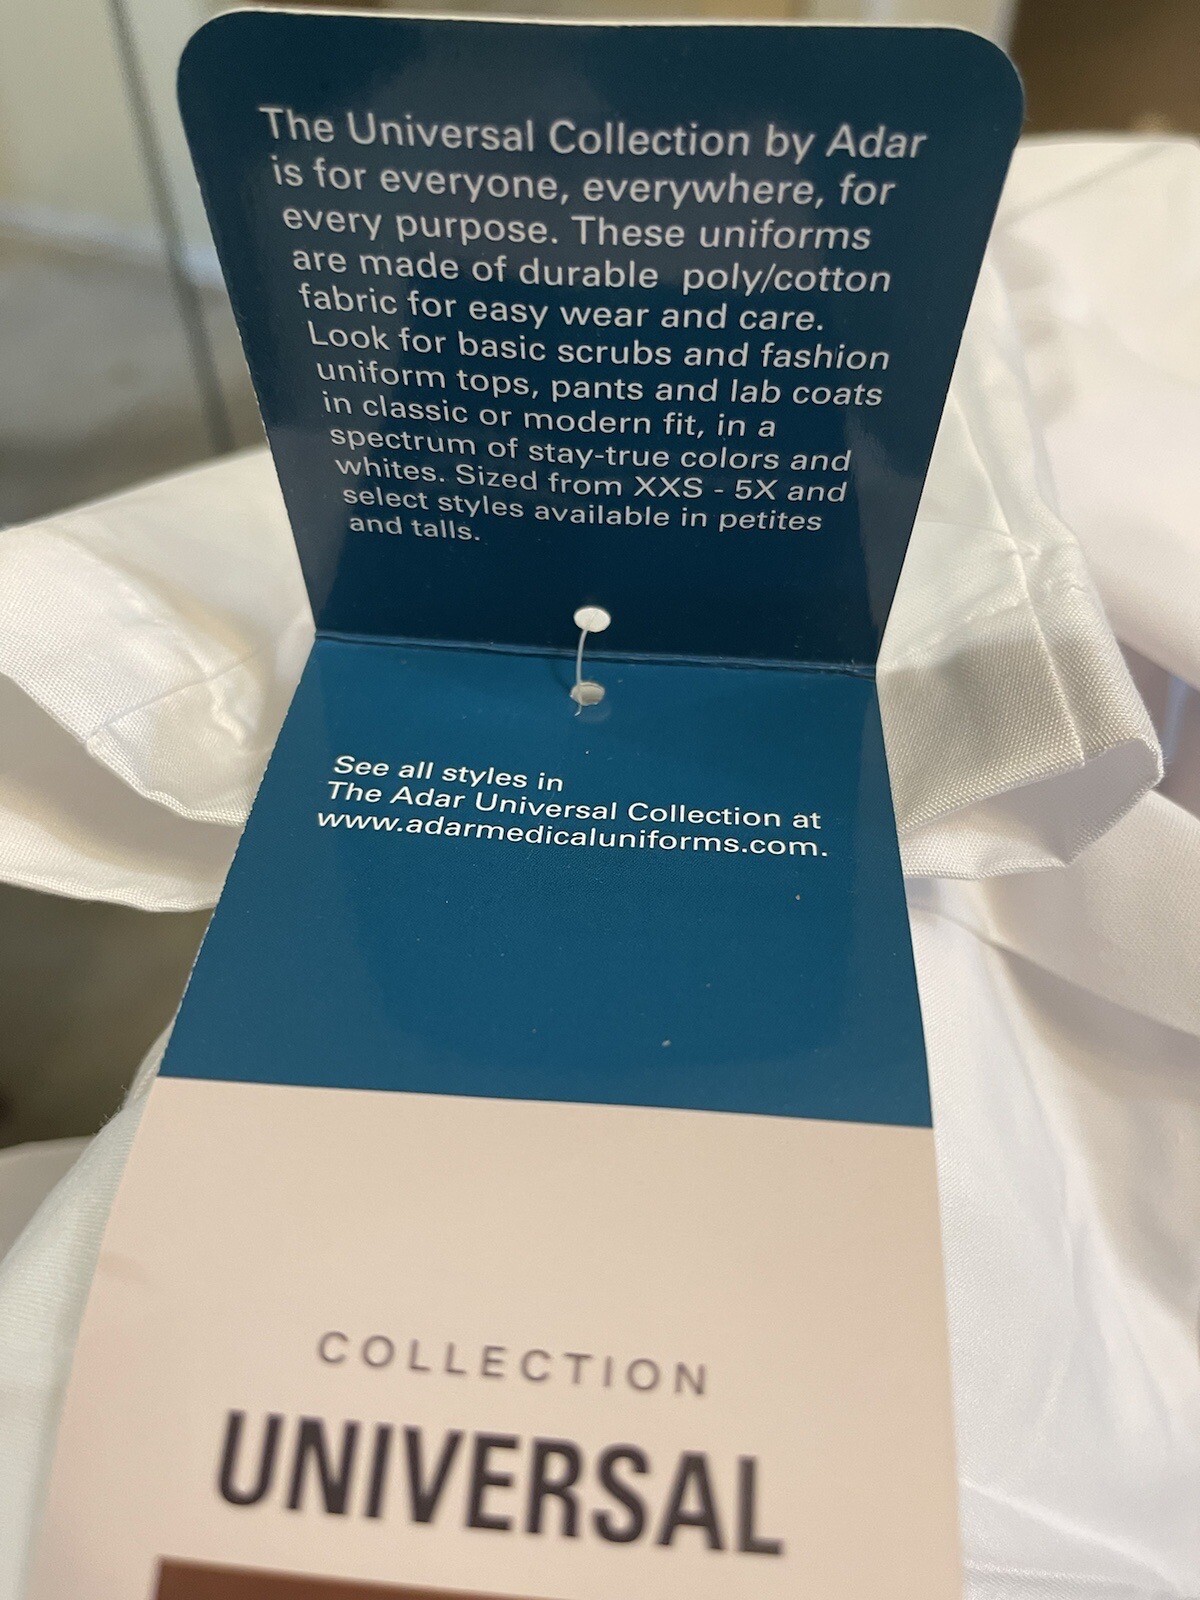 The Universal Collection by Adar
is for everyone, everywhere, for
every purpose. These uniforms
are made of durable poly/cotton
fabric for easy wear and care.
Look for basic scrubs and fashion
uniform tops, pants and lab coats
in classic or modern fit, in a
spectrum of stay-true colors and
whites. Sized from XXS - 5X and
select styles available in petites
and talls.
See all styles in
The Adar Universal Collection at
www.adarmedicaluniforms.com.
COLLECTION
UNIVERSAL